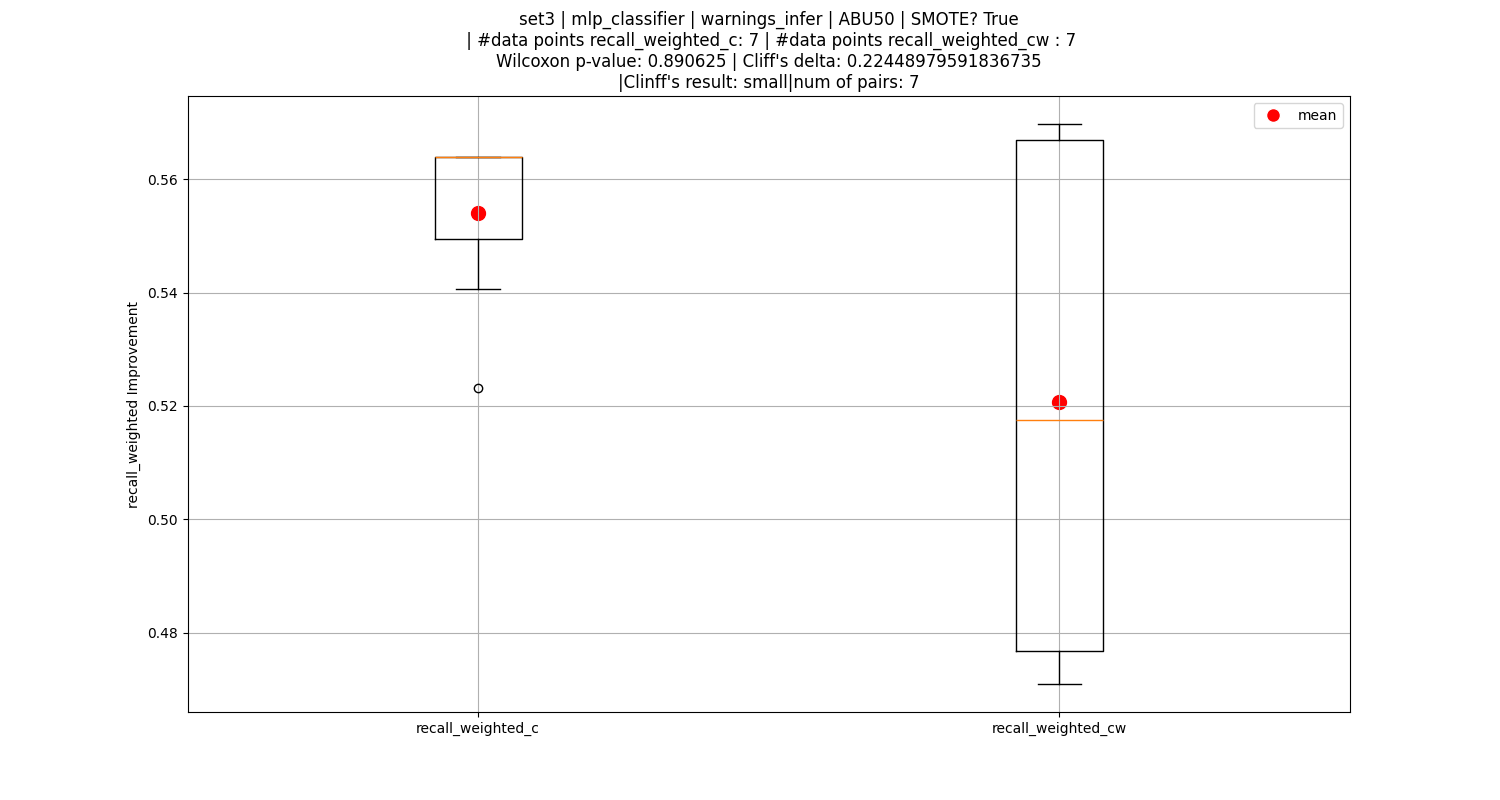 set3 | mlp_classifier | warnings_infer | ABU50 | SMOTE? True
| #data points recall_weighted_c: 7 | #data points recall_weighted_cw : 7
Wilcoxon p-value: 0.890625 | Cliff's delta: 0.22448979591836735
|Clinff's result: small|num of pairs: 7
mean
0.56
0.54
0.52
0.50
0.48
recall_weighted Improvement
recall_weighted_c
recall_weighted_cw